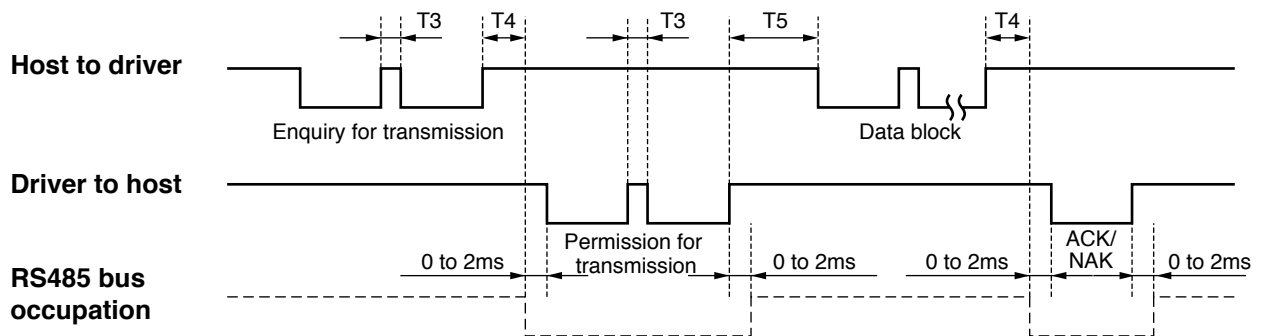 T3 T4 T3 T5 T4
Host to driver
Enquiry for transmission
Data block
Driver to host
Permission for
transmission
ACK/
NAK
0 to 2ms 0 to 2ms 0 to 2ms 0 to 2ms
RS485 bus
occupation